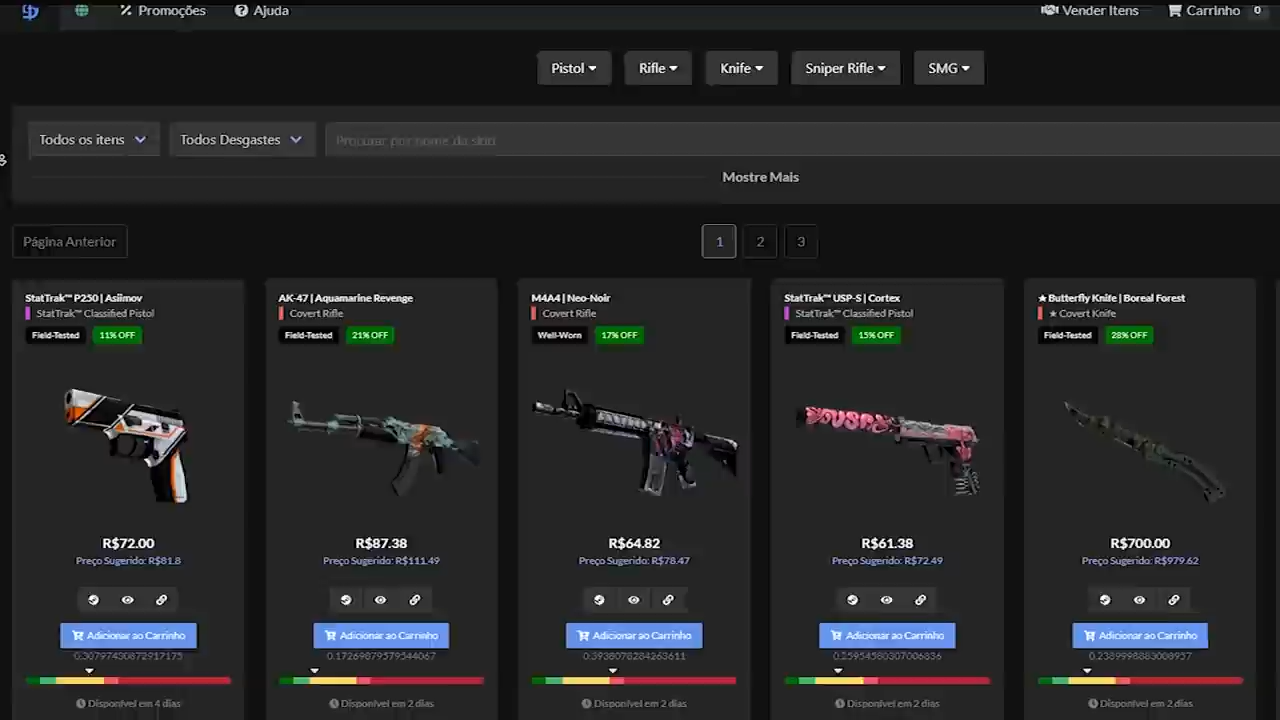 Promoções
Ajuda
Vender Itens
Carrinho 0
Pistol
Rifle
Knife
Sniper Rifle
SMG
Todos os itens
Todos Desgastes
Procurar por nome da skin
Mostre Mais
Página Anterior
1
2
3
StatTrak™ P250 | Asiimov
StatTrak™ Classified Pistol
Field-Tested 11% OFF
R$72.00
Preço Sugerido: R$81.8
Adicionar ao Carrinho
0.30797430872917175
Disponível em 4 dias
AK-47 | Aquamarine Revenge
Covert Rifle
Field-Tested 21% OFF
R$87.38
Preço Sugerido: R$111.49
Adicionar ao Carrinho
0.17269879579544067
Disponível em 2 dias
M4A4 | Neo-Noir
Covert Rifle
Well-Worn 17% OFF
R$64.82
Preço Sugerido: R$78.47
Adicionar ao Carrinho
0.3938078284263611
Disponível em 2 dias
StatTrak™ USP-S | Cortex
StatTrak™ Classified Pistol
Field-Tested 15% OFF
R$61.38
Preço Sugerido: R$72.49
Adicionar ao Carrinho
0.25954580307006836
Disponível em 2 dias
★ Butterfly Knife | Boreal Forest
★ Covert Knife
Field-Tested 28% OFF
R$700.00
Preço Sugerido: R$979.62
Adicionar ao Carrinho
0.2389998883008957
Disponível em 2 dias